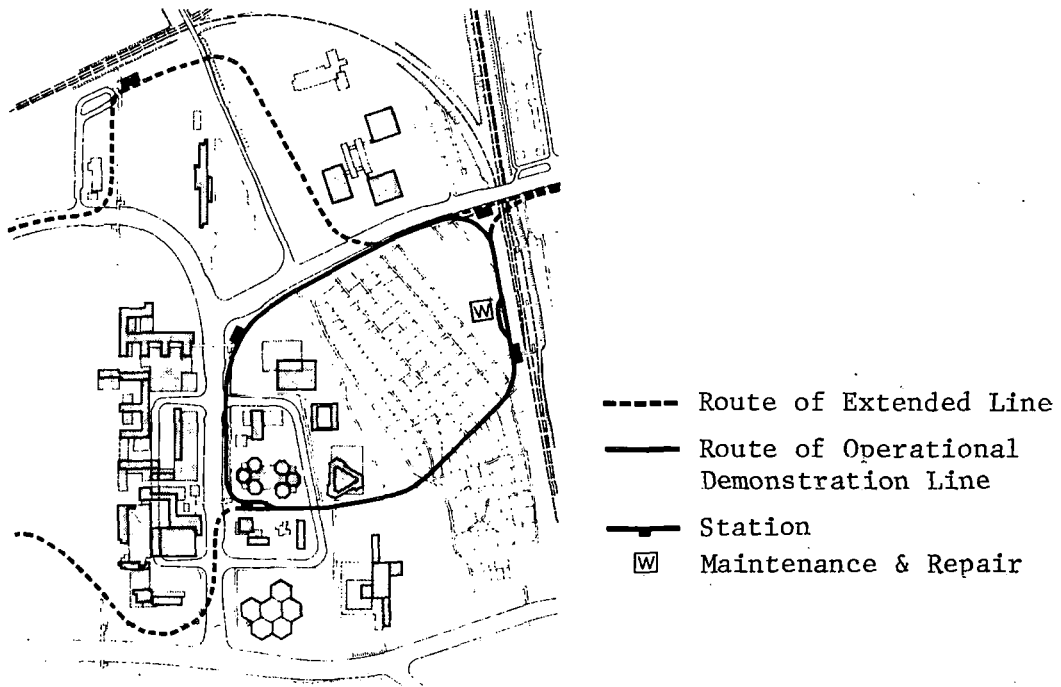 W
Route of Extended Line
Route of Operational
Demonstration Line
Station
W Maintenance & Repair